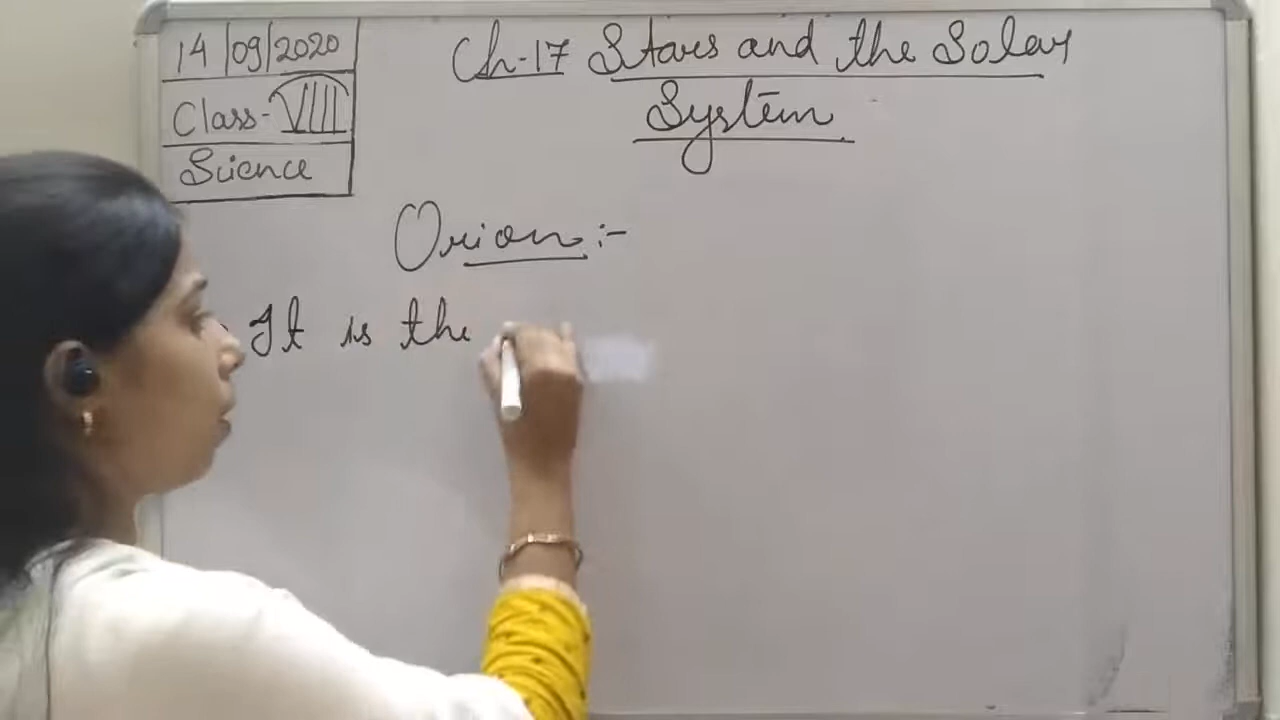 14/09/2020
Class-VIII
Science
Ch-17 Stars and the Solar
System
Orion:-
It is the